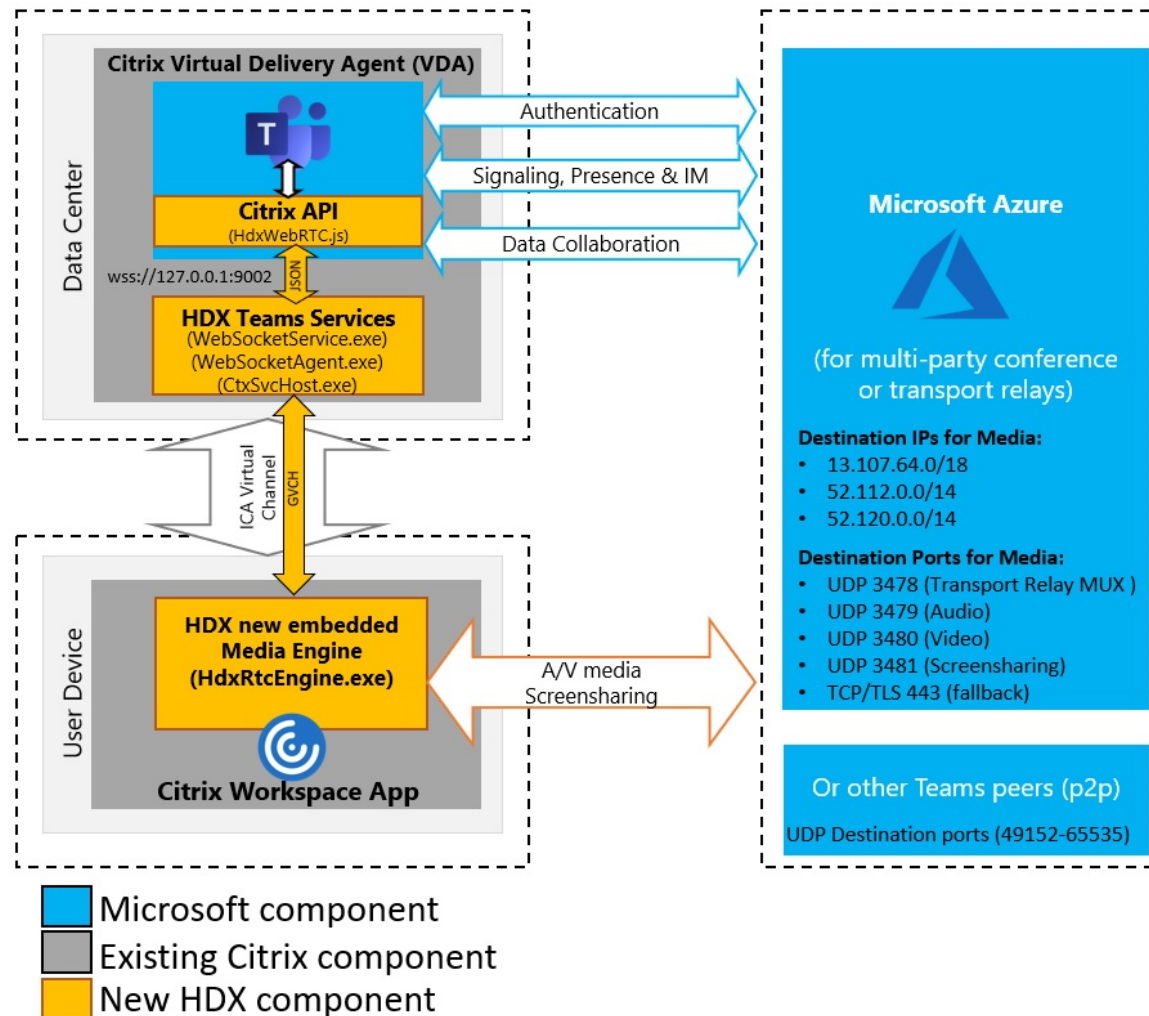 Data Center
Citrix Virtual Delivery Agent (VDA)
T
Citrix API
(HdxWebRTC.js)
wss://127.0.0.1:9002
JSON
HDX Teams Services
(WebSocketService.exe)
(WebSocketAgent.exe)
(CtxSvcHost.exe)
Authentication
Signaling, Presence & IM
Data Collaboration
ICA Virtual
Channel
GVCH
User Device
HDX new embedded
Media Engine
(HdxRtcEngine.exe)
Citrix Workspace App
A/V media
Screensharing
Microsoft Azure
(for multi-party conference
or transport relays)
Destination IPs for Media:
• 13.107.64.0/18
• 52.112.0.0/14
• 52.120.0.0/14
Destination Ports for Media:
• UDP 3478 (Transport Relay MUX )
• UDP 3479 (Audio)
• UDP 3480 (Video)
• UDP 3481 (Screensharing)
• TCP/TLS 443 (fallback)
Or other Teams peers (p2p)
UDP Destination ports (49152-65535)
Microsoft component
Existing Citrix component
New HDX component